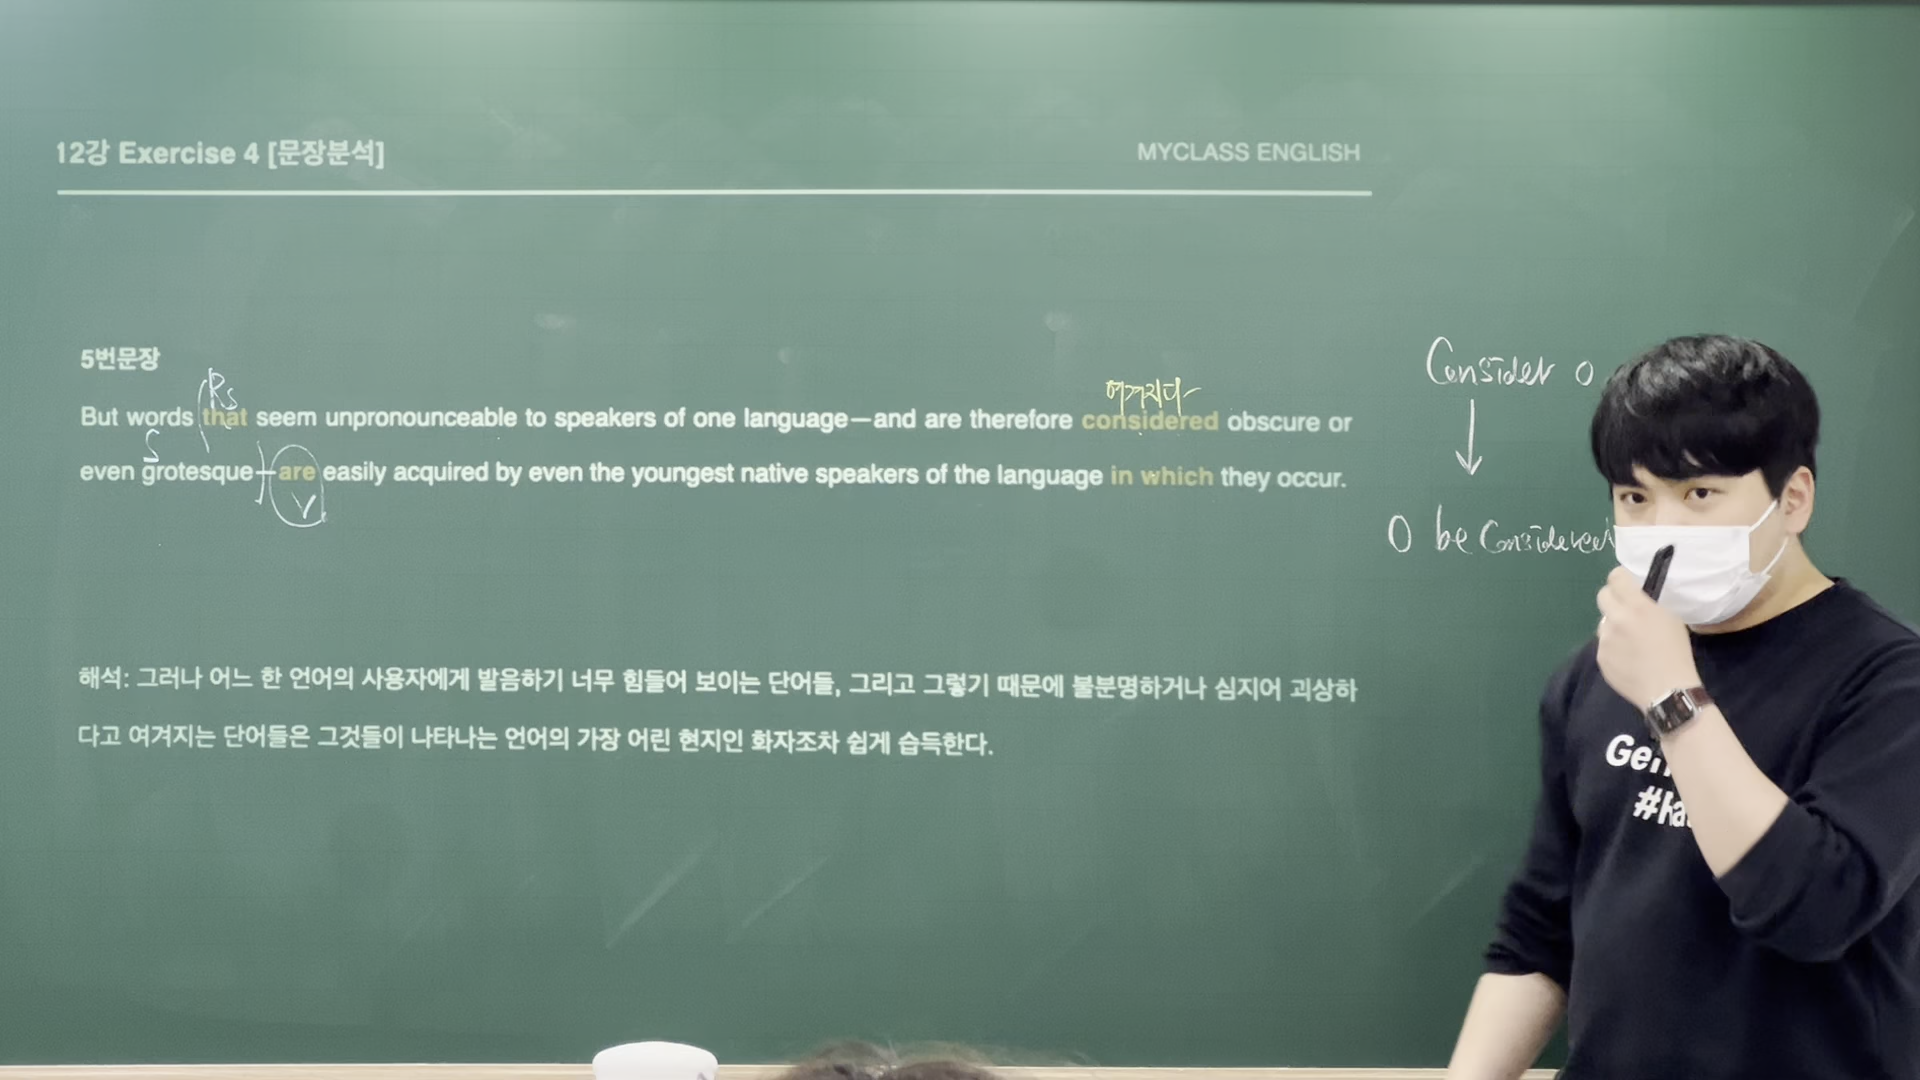 12강 Exercise 4 [문장분석]
MYCLASS ENGLISH
5번문장
Rs
여겨지다
But words that seem unpronounceable to speakers of one language—and are therefore considered obscure or
S
even grotesque—are easily acquired by even the youngest native speakers of the language in which they occur.
V
Consider O
↓
O be Considered
해석: 그러나 어느 한 언어의 사용자에게 발음하기 너무 힘들어 보이는 단어들, 그리고 그렇기 때문에 불분명하거나 심지어 괴상하
다고 여겨지는 단어들은 그것들이 나타나는 언어의 가장 어린 현지인 화자조차 쉽게 습득한다.